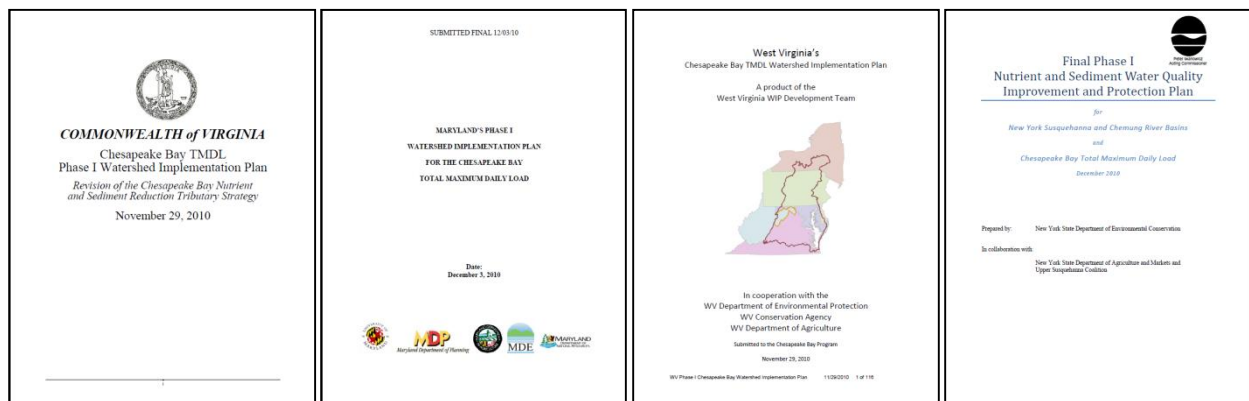 COMMONWEALTH of VIRGINIA
Chesapeake Bay TMDL
Phase I Watershed Implementation Plan
Revision of the Chesapeake Bay Nutrient
and Sediment Reduction Tributary Strategy
November 29, 2010
SUBMITTED FINAL 12/03/10
MARYLAND'S PHASE I
WATERSHED IMPLEMENTATION PLAN
FOR THE CHESAPEAKE BAY
TOTAL MAXIMUM DAILY LOAD
Date:
December 3, 2010
MDP
Maryland Department of Planning
MDE
MARYLAND
West Virginia's
Chesapeake Bay TMDL Watershed Implementation Plan
A product of the
West Virginia WIP Development Team
In cooperation with the
WV Department of Environmental Protection
WV Conservation Agency
WV Department of Agriculture
Submitted to the Chesapeake Bay Program
November 29, 2010
WV Phase I Chesapeake Bay Watershed Implementation Plan 11/29/2010 1 of 116
Acting Commissioner
Final Phase I
Nutrient and Sediment Water Quality
Improvement and Protection Plan
for
New York Susquehanna and Chemung River Basins
and
Chesapeake Bay Total Maximum Daily Load
December 2010
Prepared by: New York State Department of Environmental Conservation
In collaboration with:
New York State Department of Agriculture and Markets and
Upper Susquehanna Coalition